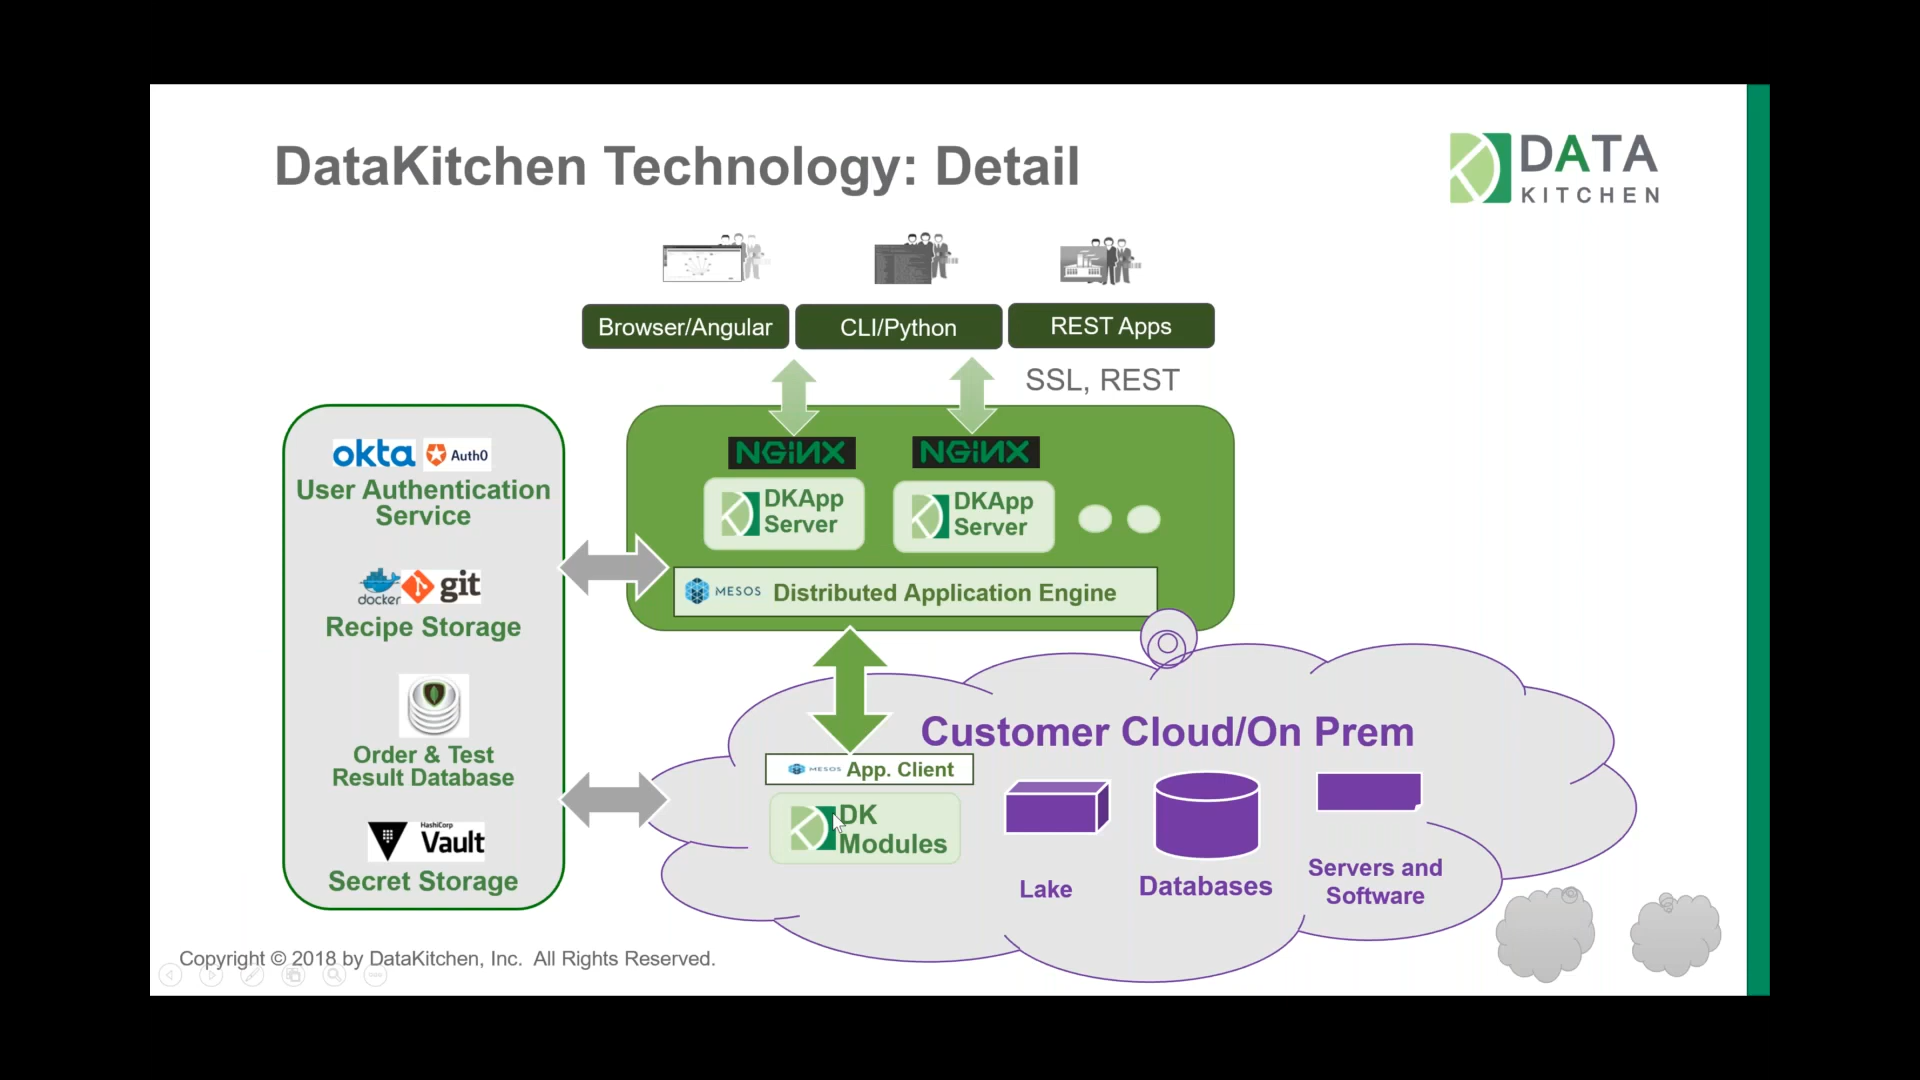 DataKitchen Technology: Detail
DATA
KITCHEN
Browser/Angular
CLI/Python
REST Apps
SSL, REST
okta
Auth0
User Authentication
Service
docker
git
Recipe Storage
Order & Test
Result Database
HashiCorp
Vault
Secret Storage
NGINX
NGINX
DKApp
Server
DKApp
Server
MESOS
Distributed Application Engine
Customer Cloud/On Prem
MESOS
App. Client
DK
Modules
Lake
Databases
Servers and
Software
Copyright © 2018 by DataKitchen, Inc.  All Rights Reserved.